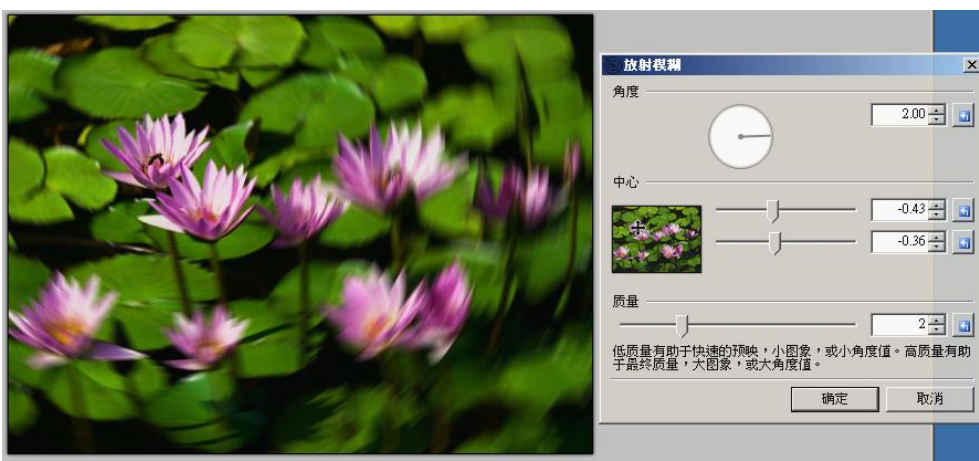 放射模糊
角度
2.00
中心
-0.43
-0.36
质量
2
低质量有助于快速的预映，小图象，或小角度值。高质量有助
于最终质量，大图象，或大角度值。
确定
取消